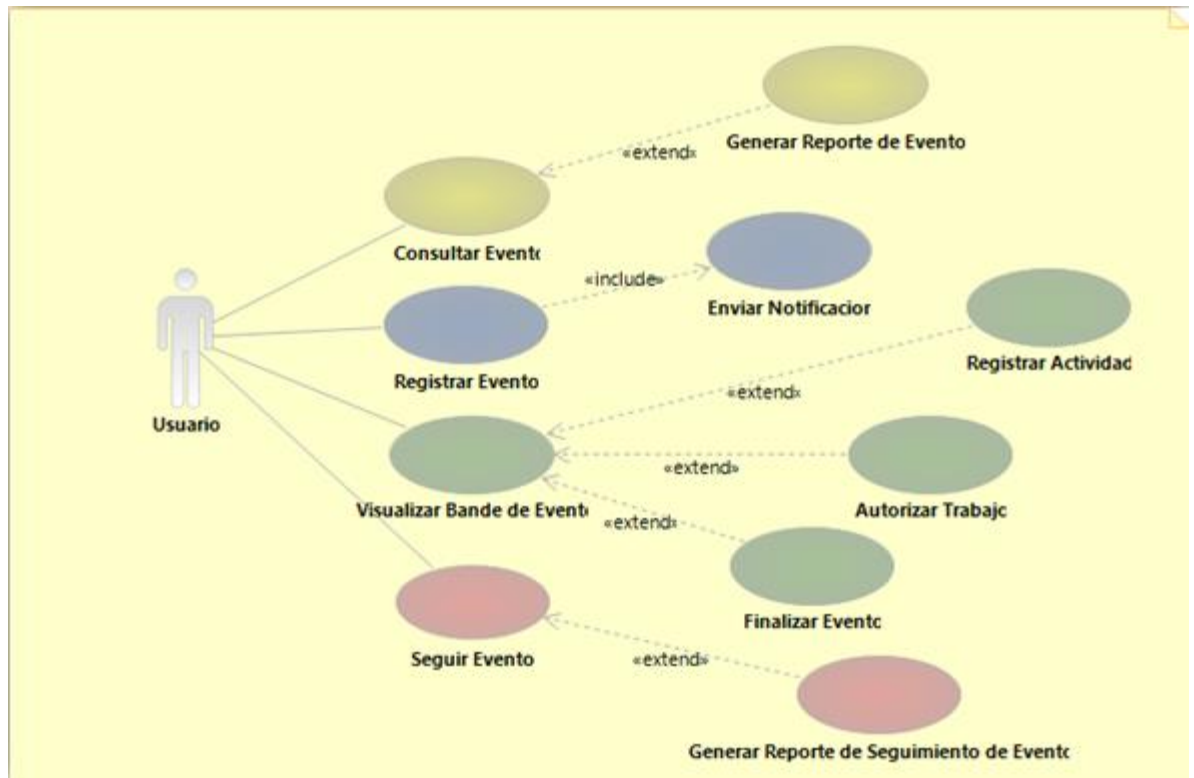 Generar Reporte de Evento
«extend»
Consultar Evento
«include»
Enviar Notificacion
Registrar Evento
Registrar Actividad
«extend»
Usuario
Visualizar Bande de Evento
«extend»
Autorizar Trabajo
«extend»
Finalizar Evento
Seguir Evento
«extend»
Generar Reporte de Seguimiento de Evento